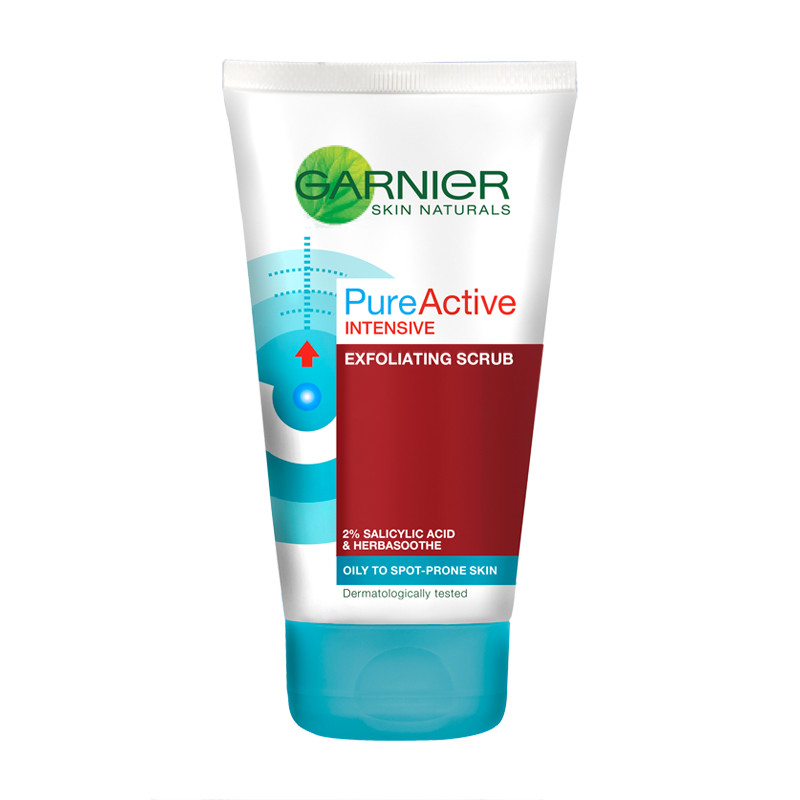 GARNIER
SKIN NATURALS
PureActive
INTENSIVE
EXFOLIATING SCRUB
2% SALICYLIC ACID
& HERBASOOTHE
OILY TO SPOT-PRONE SKIN
Dermatologically tested